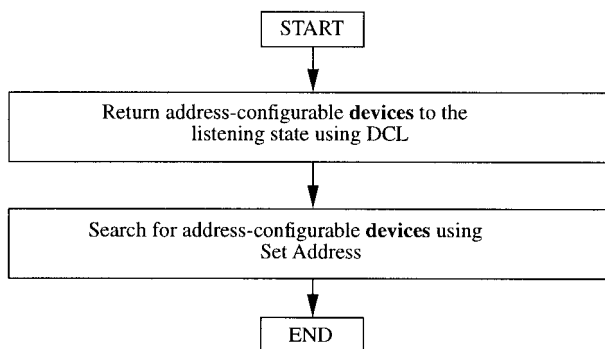 START
Return address-configurable devices to the
listening state using DCL
Search for address-configurable devices using
Set Address
END